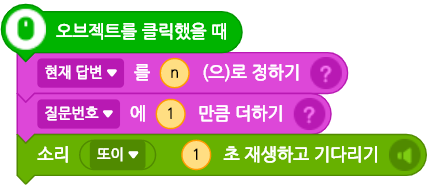 오브젝트를 클릭했을 때
현재 답변 ▼ 를 n (으)로 정하기 ?
질문번호 ▼ 에 1 만큼 더하기 ?
소리 또이 ▼ 1 초 재생하고 기다리기